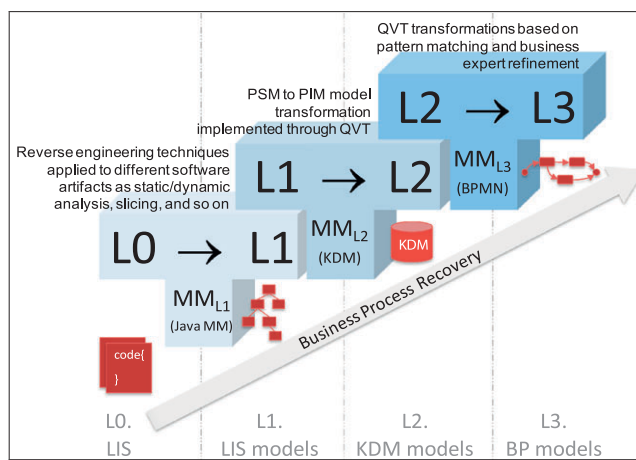 QVT transformations based on
pattern matching and business
expert refinement
L2 → L3
PSM to PIM model
transformation
implemented through QVT
MM_L3
(BPMN)
Reverse engineering techniques
applied to different software
artifacts as static/dynamic
analysis, slicing, and so on
L1 → L2
MM_L2
(KDM)
KDM
L0 → L1
MM_L1
(Java MM)
Business Process Recovery
code{
}
L0.
LIS
L1.
LIS models
L2.
KDM models
L3.
BP models